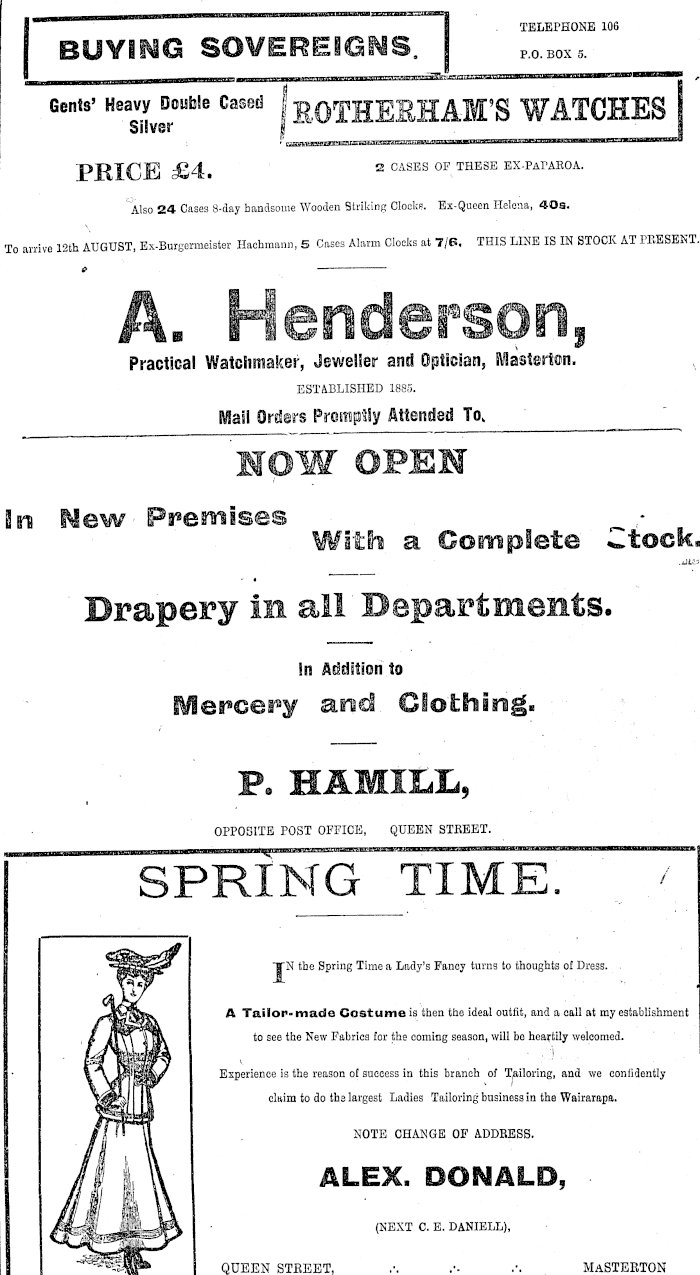 BUYING SOVEREIGNS.
TELEPHONE 106
P.O. BOX 5.
Gents' Heavy Double Cased
Silver
ROTHERHAM'S WATCHES
PRICE £4.
2 CASES OF THESE EX-PAPAROA.
Also 24 Cases 8-day handsome Wooden Striking Clocks. Ex-Queen Helena, 40s.
To arrive 12th AUGUST, Ex-Burgermeister Hachmann, 5 Cases Alarm Clocks at 7/6. THIS LINE IS IN STOCK AT PRESENT.
A. Henderson,
Practical Watchmaker, Jeweller and Optician, Masterton.
ESTABLISHED 1885.
Mail Orders Promptly Attended To.
NOW OPEN
In New Premises
With a Complete Stock.
Drapery in all Departments.
In Addition to
Mercery and Clothing.
P. HAMILL,
OPPOSITE POST OFFICE, QUEEN STREET.
SPRING TIME.
IN the Spring Time a Lady's Fancy turns to thoughts of Dress.
A Tailor-made Costume is then the ideal outfit, and a call at my establishment
to see the New Fabrics for the coming season, will be heartily welcomed.
Experience is the reason of success in this branch of Tailoring, and we confidently
claim to do the largest Ladies Tailoring business in the Wairarapa.
NOTE CHANGE OF ADDRESS.
ALEX. DONALD,
(NEXT C. E. DANIELL),
QUEEN STREET, ∴ ∴ ∴ MASTERTON